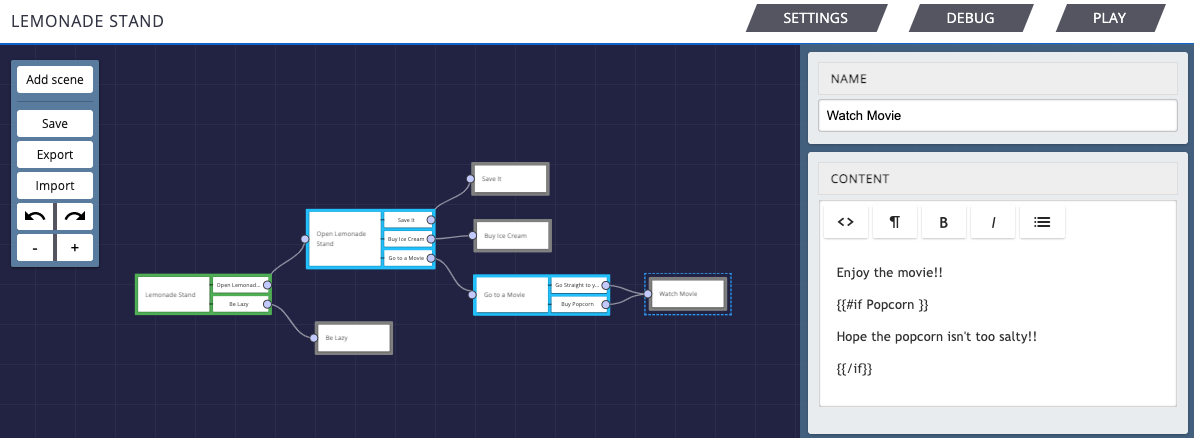 LEMONADE STAND
SETTINGS
DEBUG
PLAY
Add scene
Save
Export
Import
-
+
Lemonade Stand
Open Lemonad...
Be Lazy
Open Lemonade
Stand
Save It
Buy Ice Cream
Go to a Movie
Save It
Buy Ice Cream
Go to a Movie
Go Straight to y...
Buy Popcorn
Watch Movie
Be Lazy
NAME
Watch Movie
CONTENT
<> ¶ B I
Enjoy the movie!!
{{#if Popcorn }}
Hope the popcorn isn't too salty!!
{{/if}}